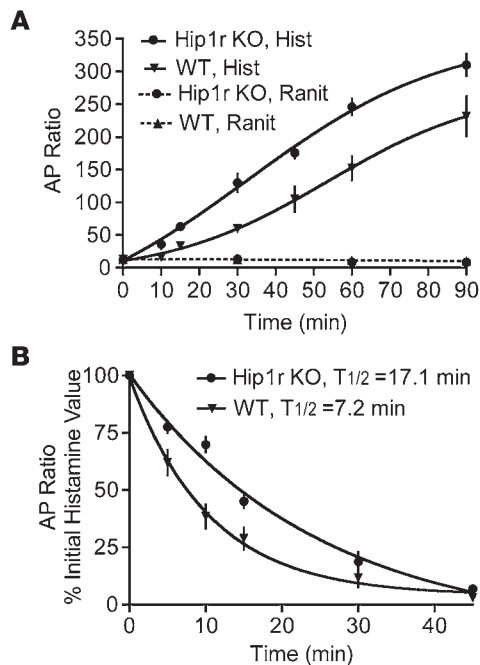 A
350
300
250
200
150
100
50
0
AP Ratio
Hip1r KO, Hist
WT, Hist
Hip1r KO, Ranit
WT, Ranit
0 10 20 30 40 50 60 70 80 90
Time (min)
B
100
75
50
25
0
AP Ratio
% Initial Histamine Value
Hip1r KO, T1/2 =17.1 min
WT, T1/2 =7.2 min
0 10 20 30 40
Time (min)